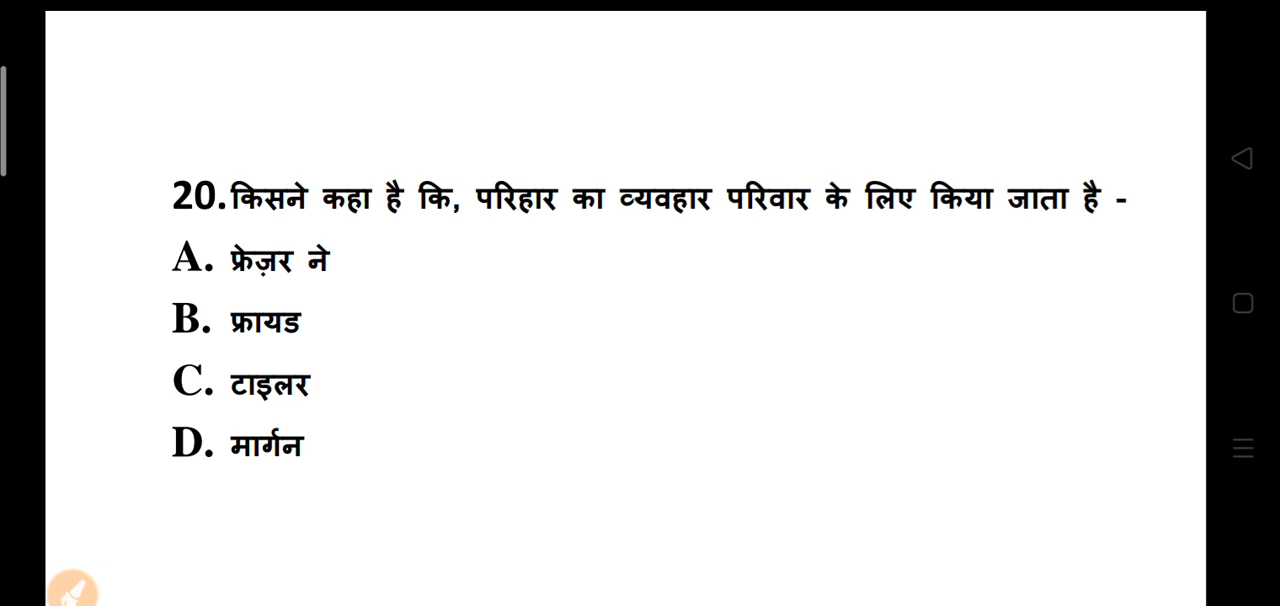 20.किसने कहा है कि, परिहार का व्यवहार परिवार के लिए किया जाता है -
A. फ्रेज़र ने
B. फ्रायड
C. टाइलर
D. मार्गन